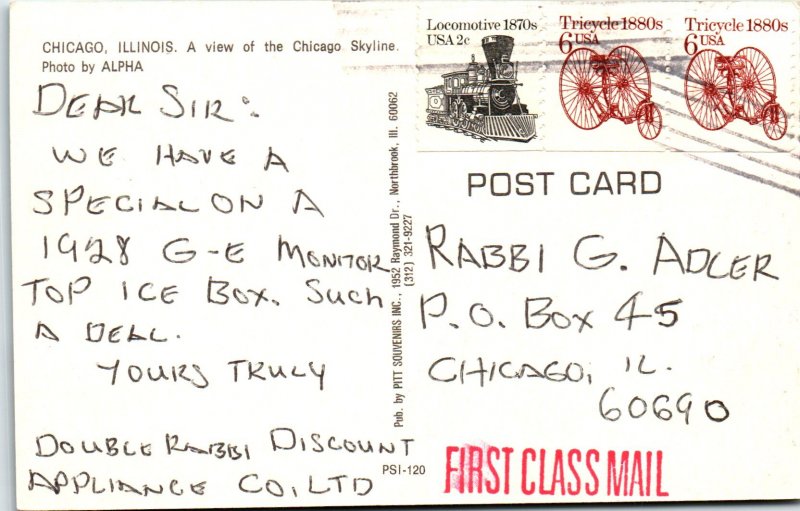 CHICAGO, ILLINOIS. A view of the Chicago Skyline.
Photo by ALPHA
DEAR SIR:
WE HAVE A
SPECIAL ON A
1928 G-E MONITOR
TOP ICE BOX. SUCH
A DEAL.
YOURS TRULY
DOUBLE RABBI DISCOUNT
APPLIANCE CO, LTD
Pub. by PITT SOUVENIRS INC., 1952 Raymond Dr., Northbrook, Ill. 60062
(312) 321-9227
PSI-120
Locomotive 1870s
USA 2c
Tricycle 1880s
6 USA
Tricycle 1880s
6 USA
POST CARD
RABBI G. ADLER
P.O. BOX 45
CHICAGO, IL.
60690
FIRST CLASS MAIL